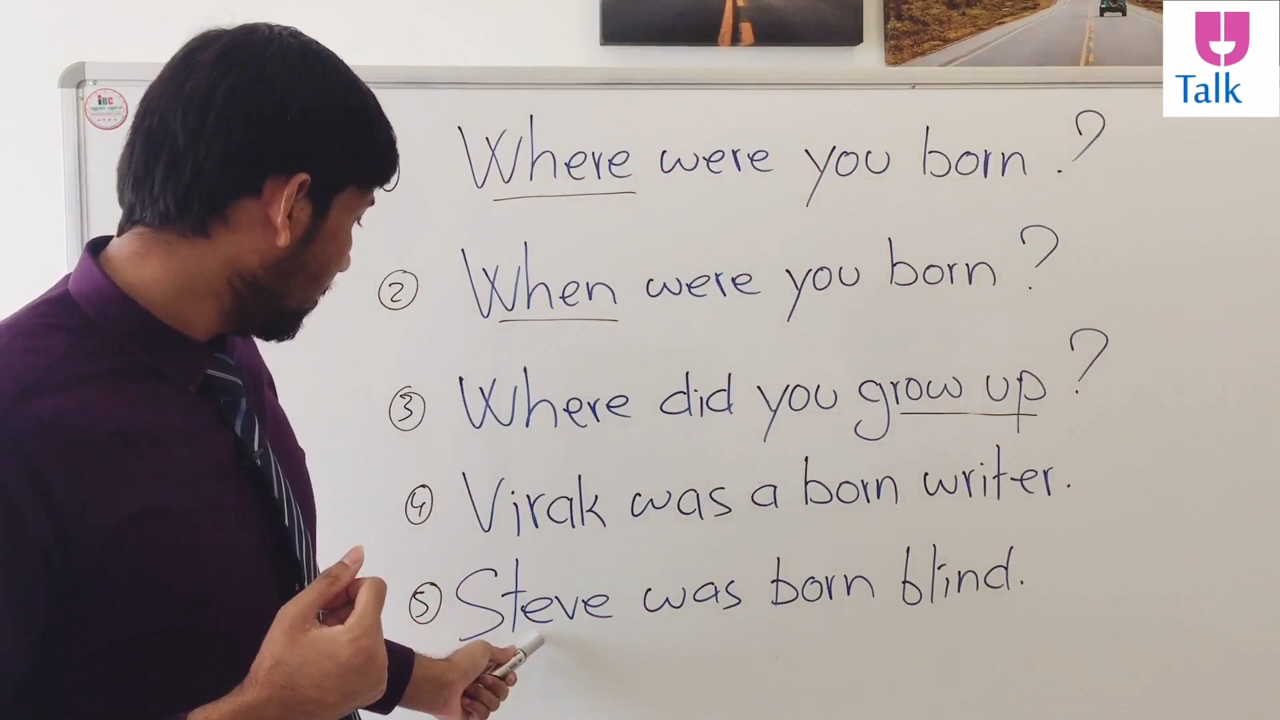 Talk
iBC
Where were you born ?
② When were you born ?
③ Where did you grow up ?
④ Virak was a born writer.
⑤ Steve was born blind.